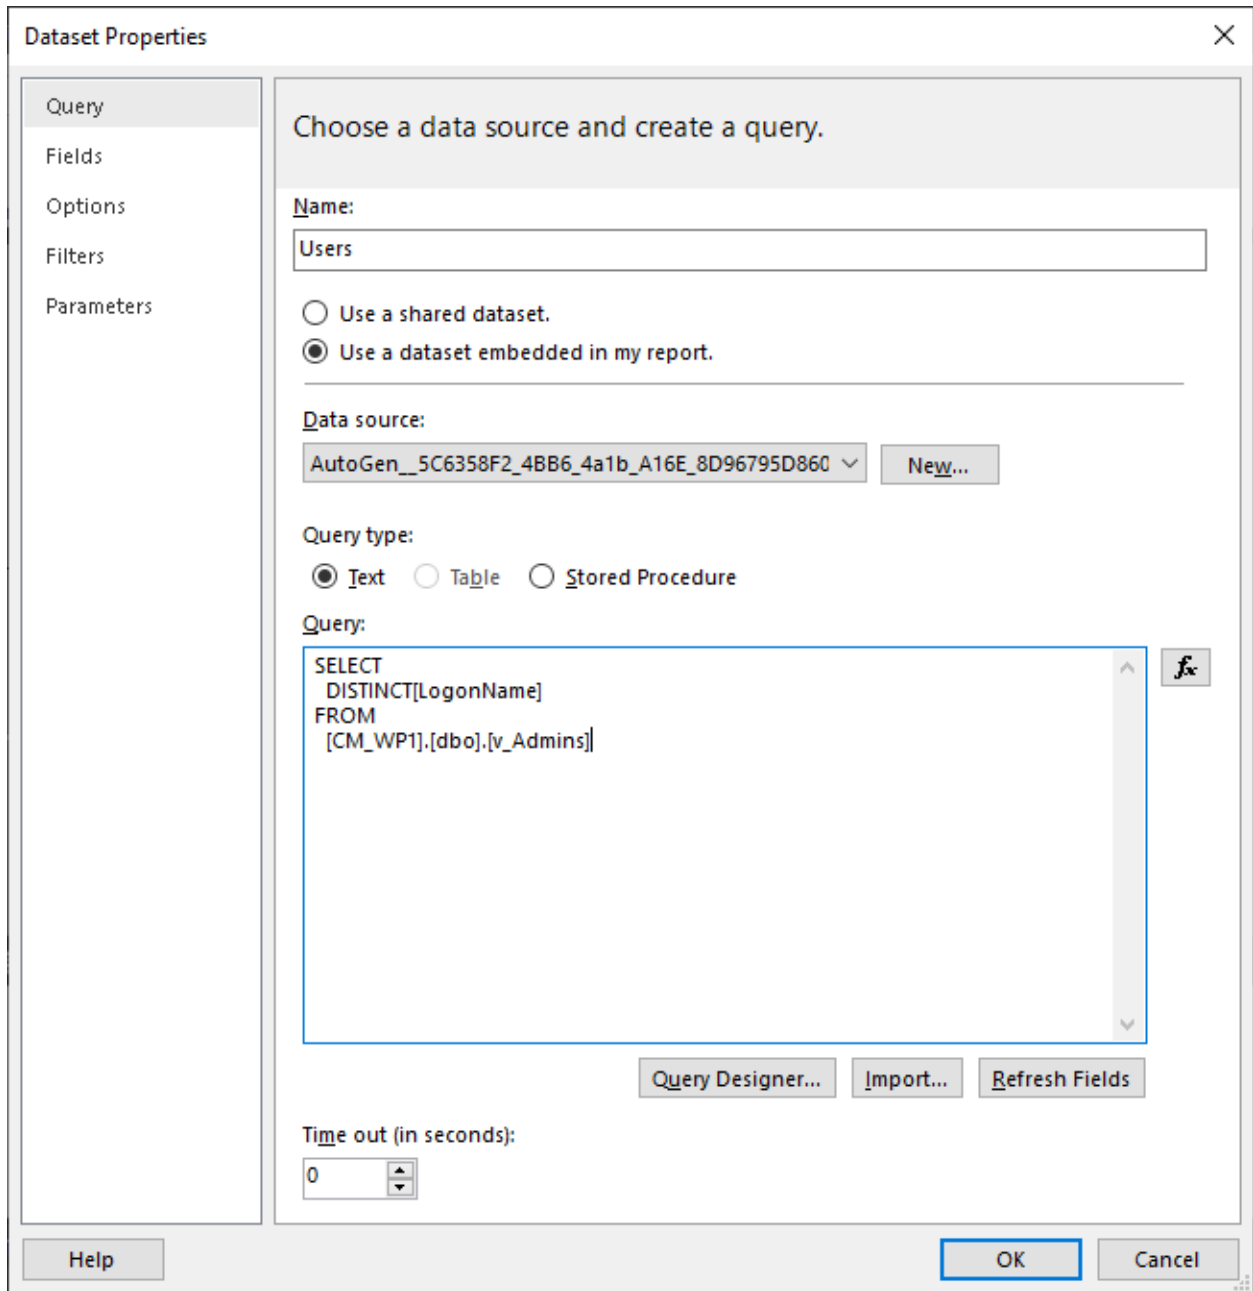 Dataset Properties
Query
Fields
Options
Filters
Parameters
Choose a data source and create a query.
Name:
Users
Use a shared dataset.
Use a dataset embedded in my report.
Data source:
AutoGen__5C6358F2_4BB6_4a1b_A16E_8D96795D860
New...
Query type:
Text Table Stored Procedure
Query:
SELECT
DISTINCT[LogonName]
FROM
[CM_WP1].[dbo].[v_Admins]
fx
Query Designer... Import... Refresh Fields
Time out (in seconds):
0
Help OK Cancel